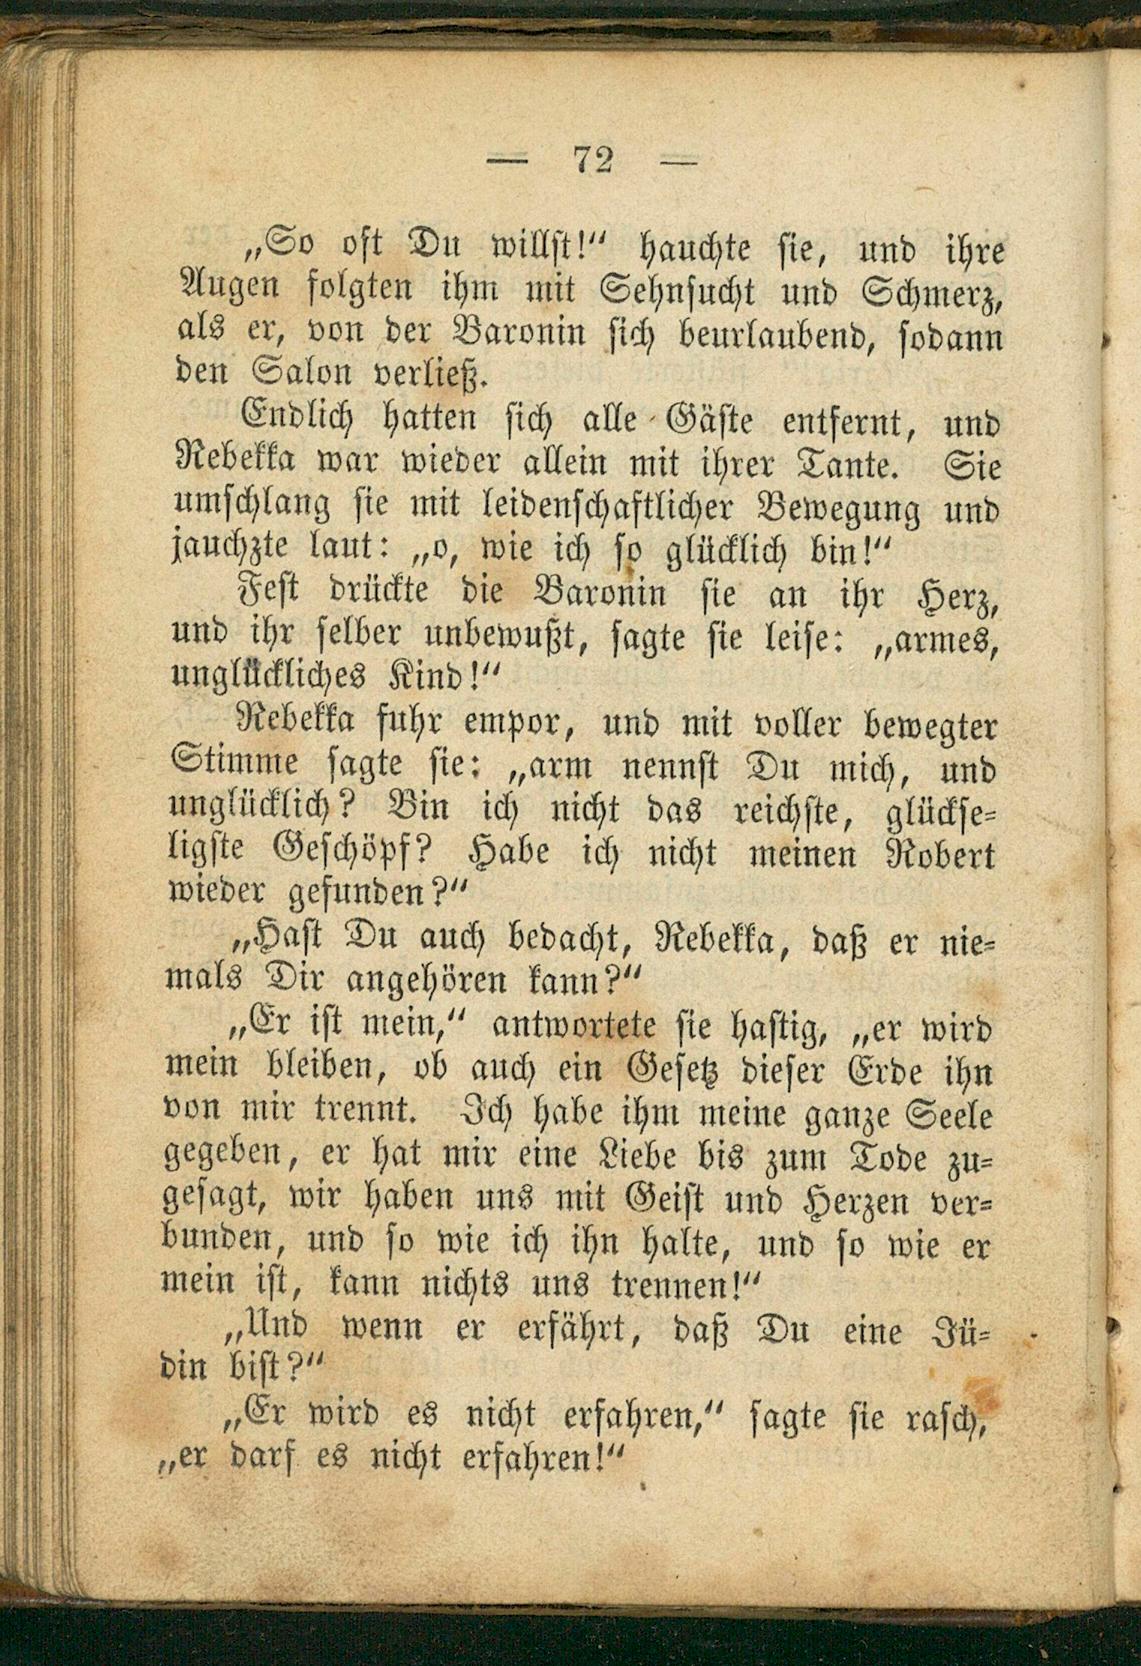 — 72 —
„So oft Du willst!“ hauchte sie, und ihre
Augen folgten ihm mit Sehnsucht und Schmerz,
als er, von der Baronin sich beurlaubend, sodann
den Salon verließ.
Endlich hatten sich alle Gäste entfernt, und
Rebekka war wieder allein mit ihrer Tante. Sie
umschlang sie mit leidenschaftlicher Bewegung und
jauchzte laut: „o, wie ich so glücklich bin!“
Fest drückte die Baronin sie an ihr Herz,
und ihr selber unbewußt, sagte sie leise: „armes,
unglückliches Kind!“
Rebekka fuhr empor, und mit voller bewegter
Stimme sagte sie: „arm nennst Du mich, und
unglücklich? Bin ich nicht das reichste, glückse-
ligste Geschöpf? Habe ich nicht meinen Robert
wieder gefunden?“
„Hast Du auch bedacht, Rebekka, daß er nie-
mals Dir angehören kann?“
„Er ist mein,“ antwortete sie hastig, „er wird
mein bleiben, ob auch ein Gesetz dieser Erde ihn
von mir trennt. Ich habe ihm meine ganze Seele
gegeben, er hat mir eine Liebe bis zum Tode zu-
gesagt, wir haben uns mit Geist und Herzen ver-
bunden, und so wie ich ihn halte, und so wie er
mein ist, kann nichts uns trennen!“
„Und wenn er erfährt, daß Du eine Jü-
din bist?“
„Er wird es nicht erfahren,“ sagte sie rasch,
„er darf es nicht erfahren!“